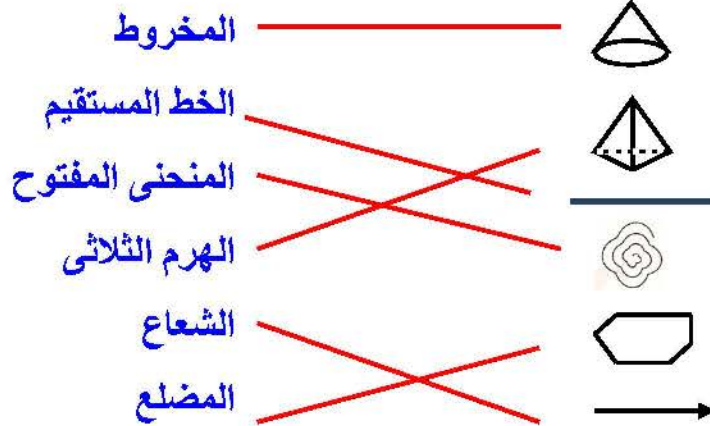 المخروط
الخط المستقيم
المنحنى المفتوح
الهرم الثلاثى
الشعاع
المضلع